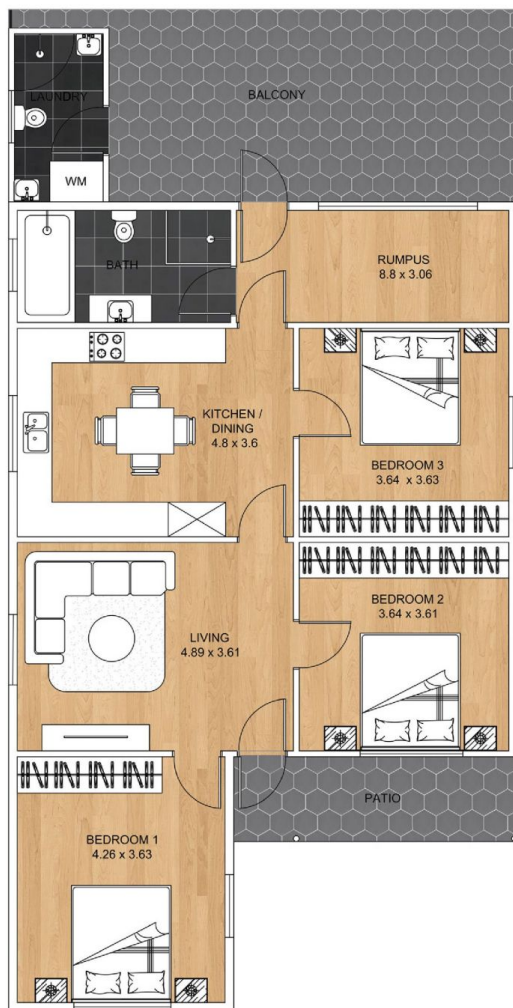 LAUNDRY
BALCONY
WM
BATH
RUMPUS
8.8 x 3.06
KITCHEN /
DINING
4.8 x 3.6
BEDROOM 3
3.64 x 3.63
BEDROOM 2
3.64 x 3.61
LIVING
4.89 x 3.61
PATIO
BEDROOM 1
4.26 x 3.63